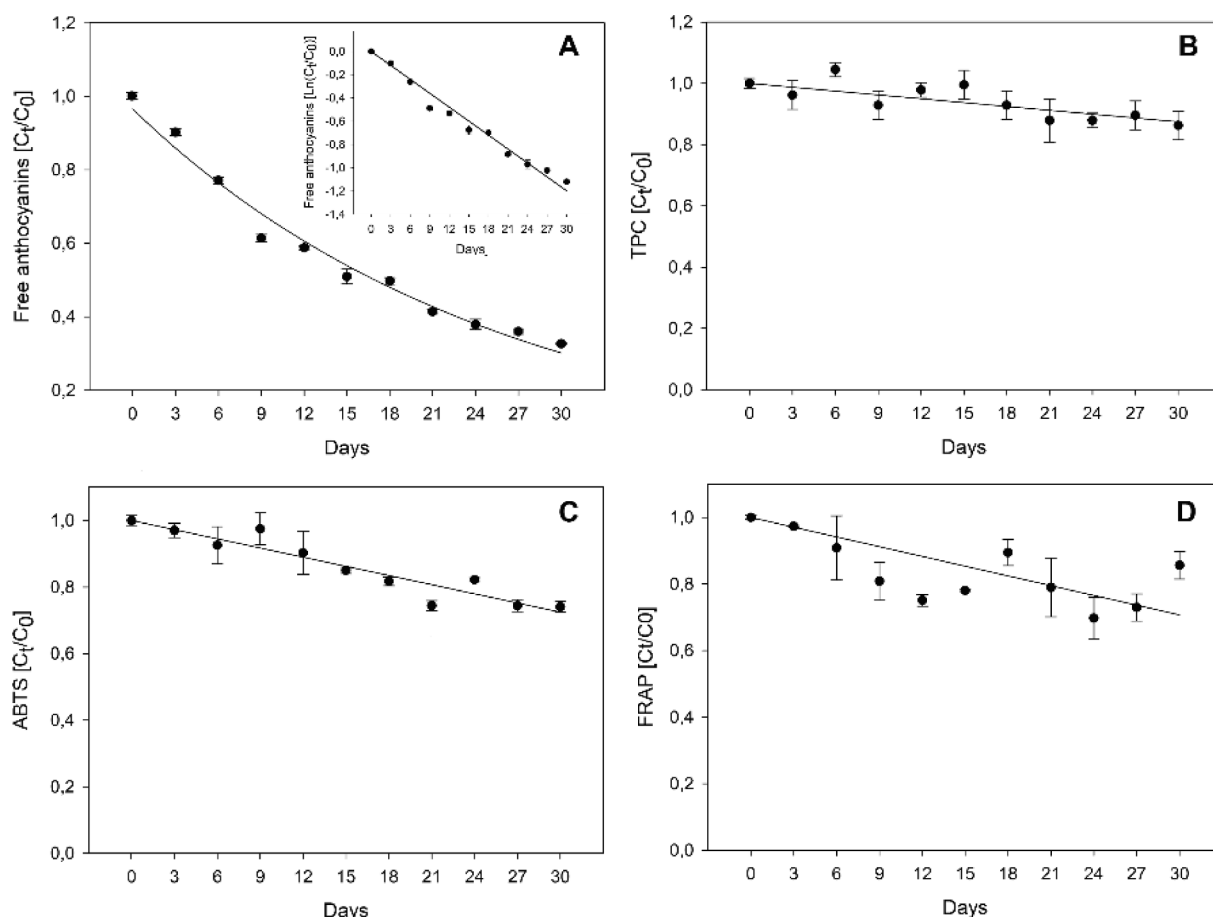 A
1,2
1,0
0,8
0,6
0,4
0,2
Free anthocyanins [Ct/C0]
0 3 6 9 12 15 18 21 24 27 30
Days
0,0
-0,2
-0,4
-0,6
-0,8
-1,0
-1,2
-1,4
Free anthocyanins [Ln(Ct/C0)]
0 3 6 9 12 15 18 21 24 27 30
Days
B
1,2
1,0
0,8
0,6
0,4
0,2
0,0
TPC [Ct/C0]
0 3 6 9 12 15 18 21 24 27 30
Days
C
1,0
0,8
0,6
0,4
0,2
0,0
ABTS [Ct/C0]
0 3 6 9 12 15 18 21 24 27 30
Days
D
1,0
0,8
0,6
0,4
0,2
0,0
FRAP [Ct/C0]
0 3 6 9 12 15 18 21 24 27 30
Days